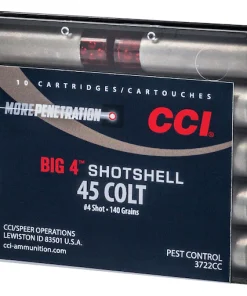 10 CARTRIDGES/CARTOUCHES
MORE PENETRATION
CCI
BIG 4™ SHOTSHELL
45 COLT
#4 Shot • 140 Grains
CCI/SPEER OPERATIONS
LEWISTON ID 83501 U.S.A.
cci-ammunition.com
PEST CONTROL
3722CC